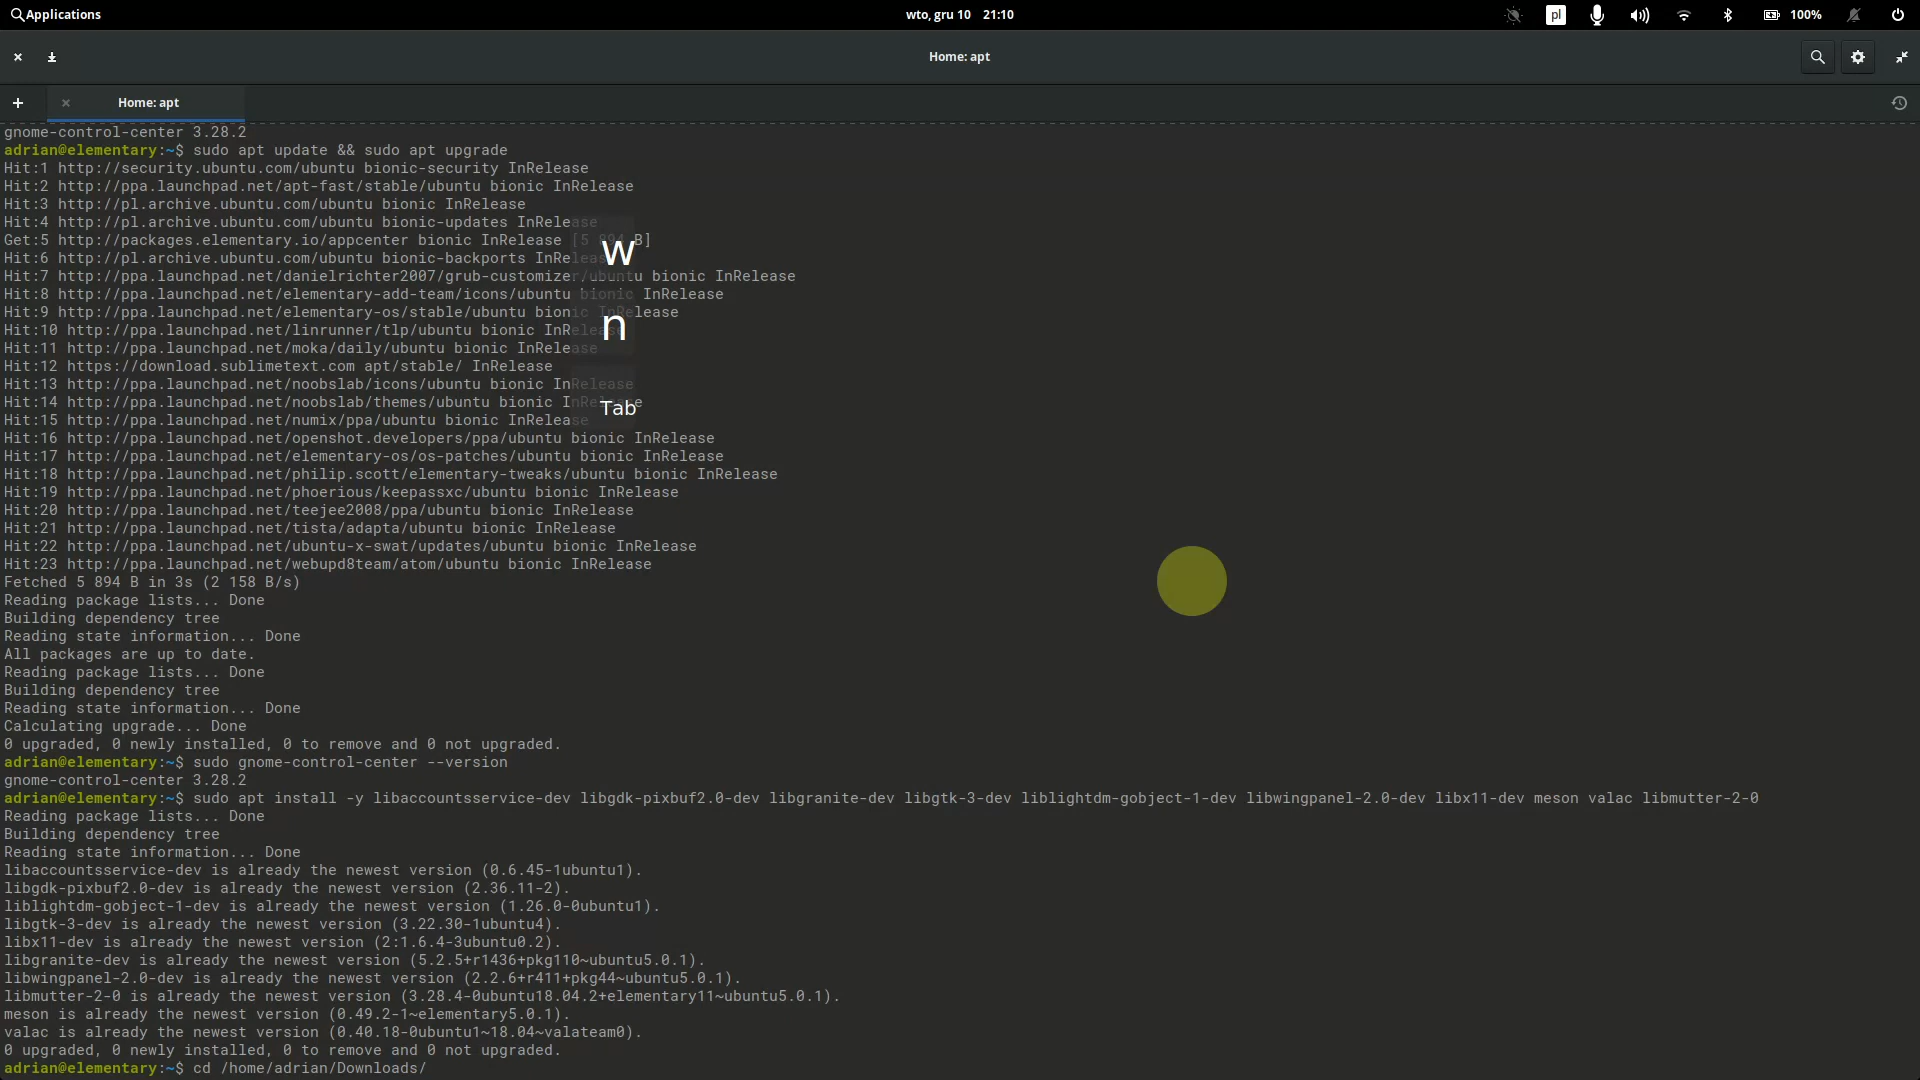 Applications
wto, gru 10 21:10
pl
100%
Home: apt
Home: apt
gnome-control-center 3.28.2
adrian@elementary:~$ sudo apt update && sudo apt upgrade
Hit:1 http://security.ubuntu.com/ubuntu bionic-security InRelease
Hit:2 http://ppa.launchpad.net/apt-fast/stable/ubuntu bionic InRelease
Hit:3 http://pl.archive.ubuntu.com/ubuntu bionic InRelease
Hit:4 http://pl.archive.ubuntu.com/ubuntu bionic-updates InRelease
Get:5 http://packages.elementary.io/appcenter bionic InRelease [5 894 B]
Hit:6 http://pl.archive.ubuntu.com/ubuntu bionic-backports InRelease
Hit:7 http://ppa.launchpad.net/danielrichter2007/grub-customizer/ubuntu bionic InRelease
Hit:8 http://ppa.launchpad.net/elementary-add-team/icons/ubuntu bionic InRelease
Hit:9 http://ppa.launchpad.net/elementary-os/stable/ubuntu bionic InRelease
Hit:10 http://ppa.launchpad.net/linrunner/tlp/ubuntu bionic InRelease
Hit:11 http://ppa.launchpad.net/moka/daily/ubuntu bionic InRelease
Hit:12 https://download.sublimetext.com apt/stable/ InRelease
Hit:13 http://ppa.launchpad.net/noobslab/icons/ubuntu bionic InRelease
Hit:14 http://ppa.launchpad.net/noobslab/themes/ubuntu bionic InRelease
Hit:15 http://ppa.launchpad.net/numix/ppa/ubuntu bionic InRelease
Hit:16 http://ppa.launchpad.net/openshot.developers/ppa/ubuntu bionic InRelease
Hit:17 http://ppa.launchpad.net/elementary-os/os-patches/ubuntu bionic InRelease
Hit:18 http://ppa.launchpad.net/philip.scott/elementary-tweaks/ubuntu bionic InRelease
Hit:19 http://ppa.launchpad.net/phoerious/keepassxc/ubuntu bionic InRelease
Hit:20 http://ppa.launchpad.net/teejee2008/ppa/ubuntu bionic InRelease
Hit:21 http://ppa.launchpad.net/tista/adapta/ubuntu bionic InRelease
Hit:22 http://ppa.launchpad.net/ubuntu-x-swat/updates/ubuntu bionic InRelease
Hit:23 http://ppa.launchpad.net/webupd8team/atom/ubuntu bionic InRelease
Fetched 5 894 B in 3s (2 158 B/s)
Reading package lists... Done
Building dependency tree
Reading state information... Done
All packages are up to date.
Reading package lists... Done
Building dependency tree
Reading state information... Done
Calculating upgrade... Done
0 upgraded, 0 newly installed, 0 to remove and 0 not upgraded.
adrian@elementary:~$ sudo gnome-control-center --version
gnome-control-center 3.28.2
adrian@elementary:~$ sudo apt install -y libaccountsservice-dev libgdk-pixbuf2.0-dev libgranite-dev libgtk-3-dev liblightdm-gobject-1-dev libwingpanel-2.0-dev libx11-dev meson valac libmutter-2-0
Reading package lists... Done
Building dependency tree
Reading state information... Done
libaccountsservice-dev is already the newest version (0.6.45-1ubuntu1).
libgdk-pixbuf2.0-dev is already the newest version (2.36.11-2).
liblightdm-gobject-1-dev is already the newest version (1.26.0-0ubuntu1).
libgtk-3-dev is already the newest version (3.22.30-1ubuntu4).
libx11-dev is already the newest version (2:1.6.4-3ubuntu0.2).
libgranite-dev is already the newest version (5.2.5+r1436+pkg110~ubuntu5.0.1).
libwingpanel-2.0-dev is already the newest version (2.2.6+r411+pkg44~ubuntu5.0.1).
libmutter-2-0 is already the newest version (3.28.4-0ubuntu18.04.2+elementary11~ubuntu5.0.1).
meson is already the newest version (0.49.2-1~elementary5.0.1).
valac is already the newest version (0.40.18-0ubuntu1~18.04~valateam0).
0 upgraded, 0 newly installed, 0 to remove and 0 not upgraded.
adrian@elementary:~$ cd /home/adrian/Downloads/
w
n
Tab